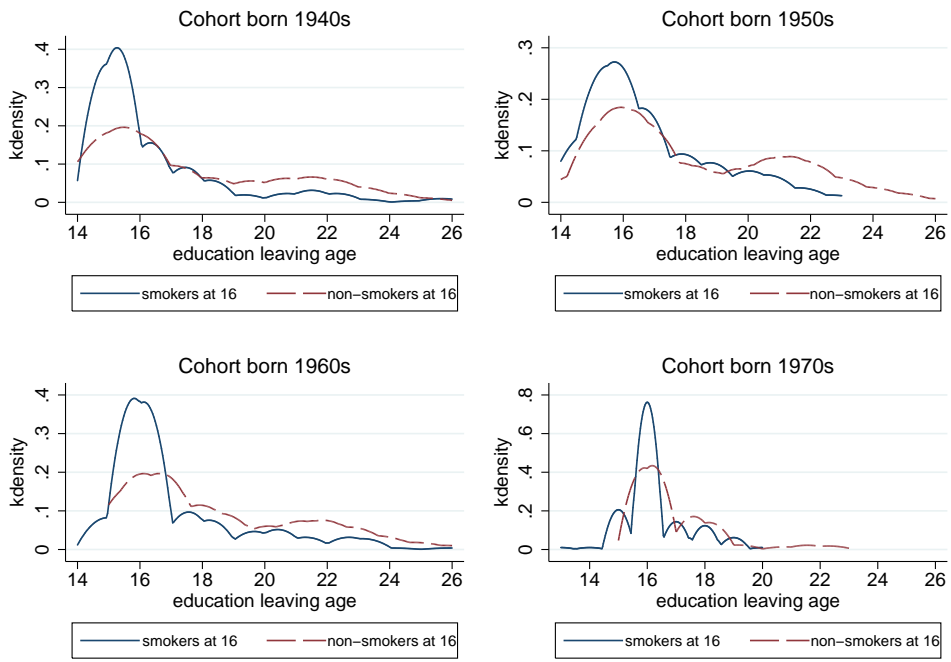 Cohort born 1940s
kdensity
.4
.3
.2
.1
0
14 16 18 20 22 24 26
education leaving age
smokers at 16 non−smokers at 16
Cohort born 1950s
kdensity
.3
.2
.1
0
14 16 18 20 22 24 26
education leaving age
smokers at 16 non−smokers at 16
Cohort born 1960s
kdensity
.4
.3
.2
.1
0
14 16 18 20 22 24 26
education leaving age
smokers at 16 non−smokers at 16
Cohort born 1970s
kdensity
.8
.6
.4
.2
0
14 16 18 20 22 24 26
education leaving age
smokers at 16 non−smokers at 16